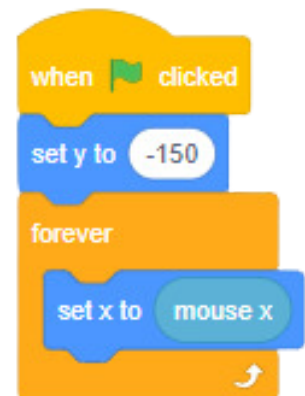 when clicked
set y to -150
forever
set x to mouse x